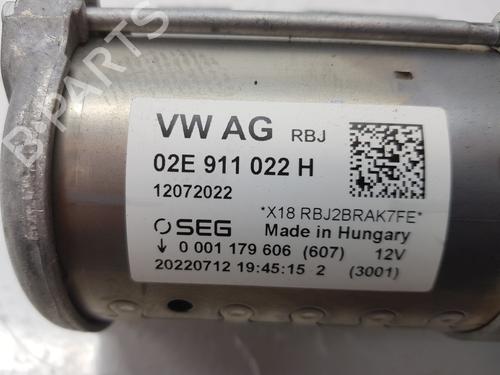 VW AG RBJ
02E 911 022 H
12072022
*X18 RBJ2BRAK7FE*
SEG Made in Hungary
↓ 0 001 179 606 (607) 12V
20220712 19:45:15 2 (3001)